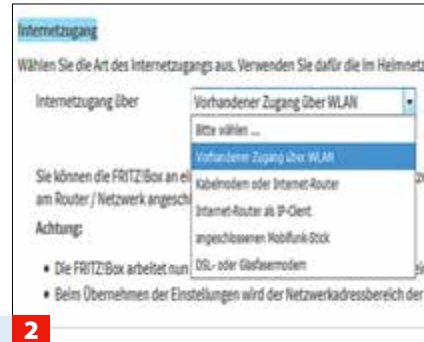 Internetzugang
Wählen Sie die Art des Internetzugangs aus. Verwenden Sie dafür die im Heimnetz
Internetzugang über Vorhandener Zugang über WLAN
Bitte wählen ...
Vorhandener Zugang über WLAN
Kabelmodem oder Internet-Router
Internet-Router als IP-Client
angeschlossenen Mobilfunk-Stick
DSL- oder Glasfasermodem
Sie können die FRITZ!Box an ei
am Router / Netzwerk angeschl
Achtung:
• Die FRITZ!Box arbeitet nun
• Beim Übernehmen der Einstellungen wird der Netzwerkadressbereich der
2